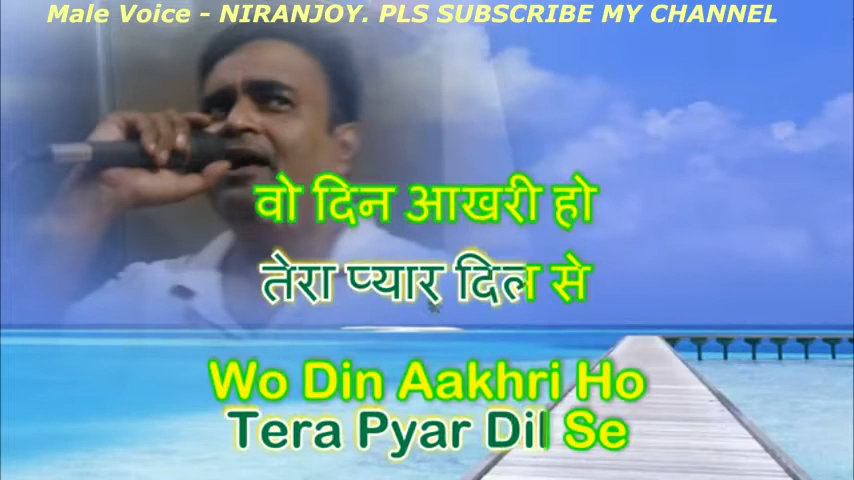 Male Voice - NIRANJOY. PLS SUBSCRIBE MY CHANNEL
वो दिन आखरी हो
तेरा प्यार दिल से
Wo Din Aakhri Ho
Tera Pyar Dil Se